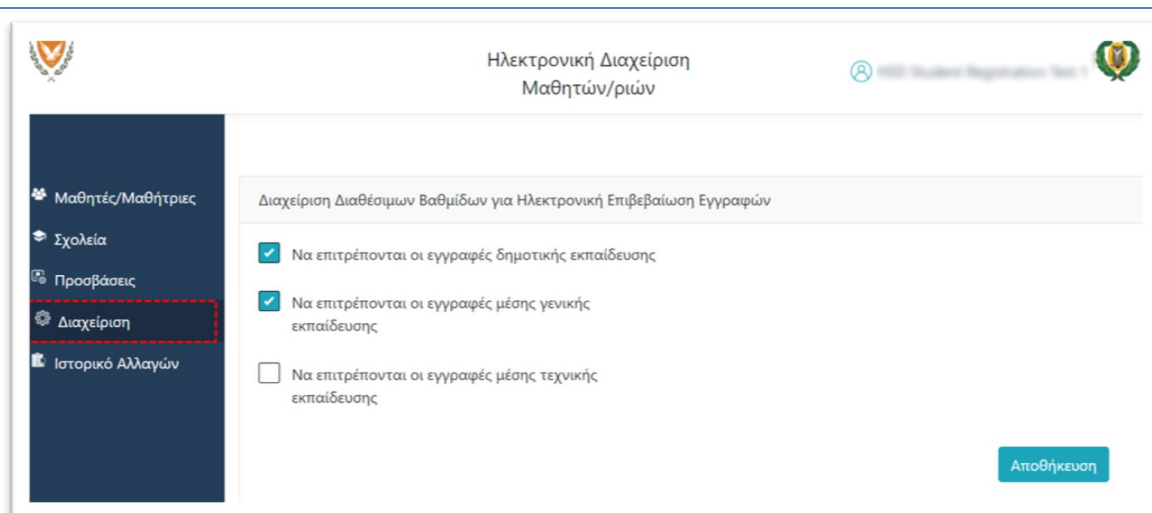 Ηλεκτρονική Διαχείριση
Μαθητών/ριών
Μαθητές/Μαθήτριες
Σχολεία
Προσβάσεις
Διαχείριση
Ιστορικό Αλλαγών
Διαχείριση Διαθέσιμων Βαθμίδων για Ηλεκτρονική Επιβεβαίωση Εγγραφών
Να επιτρέπονται οι εγγραφές δημοτικής εκπαίδευσης
Να επιτρέπονται οι εγγραφές μέσης γενικής
εκπαίδευσης
Να επιτρέπονται οι εγγραφές μέσης τεχνικής
εκπαίδευσης
Αποθήκευση